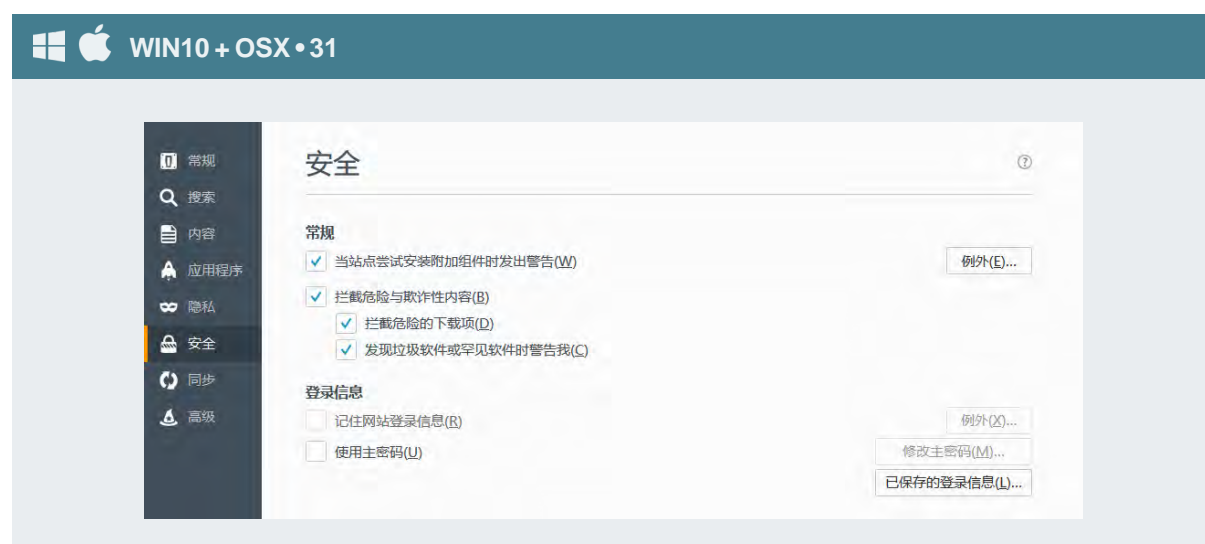 WIN10 + OSX • 31
常规
搜索
内容
应用程序
隐私
安全
同步
高级
安全
?
常规
当站点尝试安装附加组件时发出警告(W)
例外(E)...
拦截危险与欺诈性内容(B)
拦截危险的下载项(D)
发现垃圾软件或罕见软件时警告我(C)
登录信息
记住网站登录信息(R)
例外(X)...
使用主密码(U)
修改主密码(M)...
已保存的登录信息(L)...